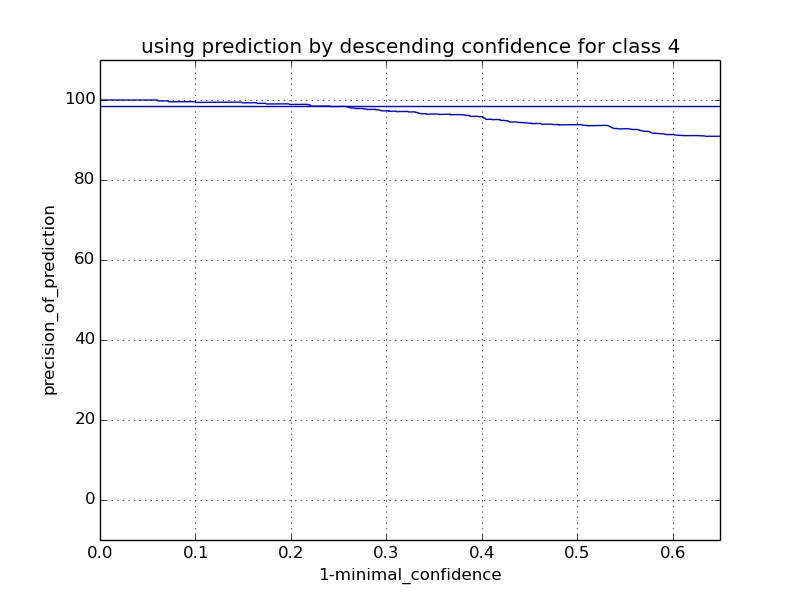 using prediction by descending confidence for class 4
100
80
60
40
20
0
precision_of_prediction
0.0 0.1 0.2 0.3 0.4 0.5 0.6
1-minimal_confidence